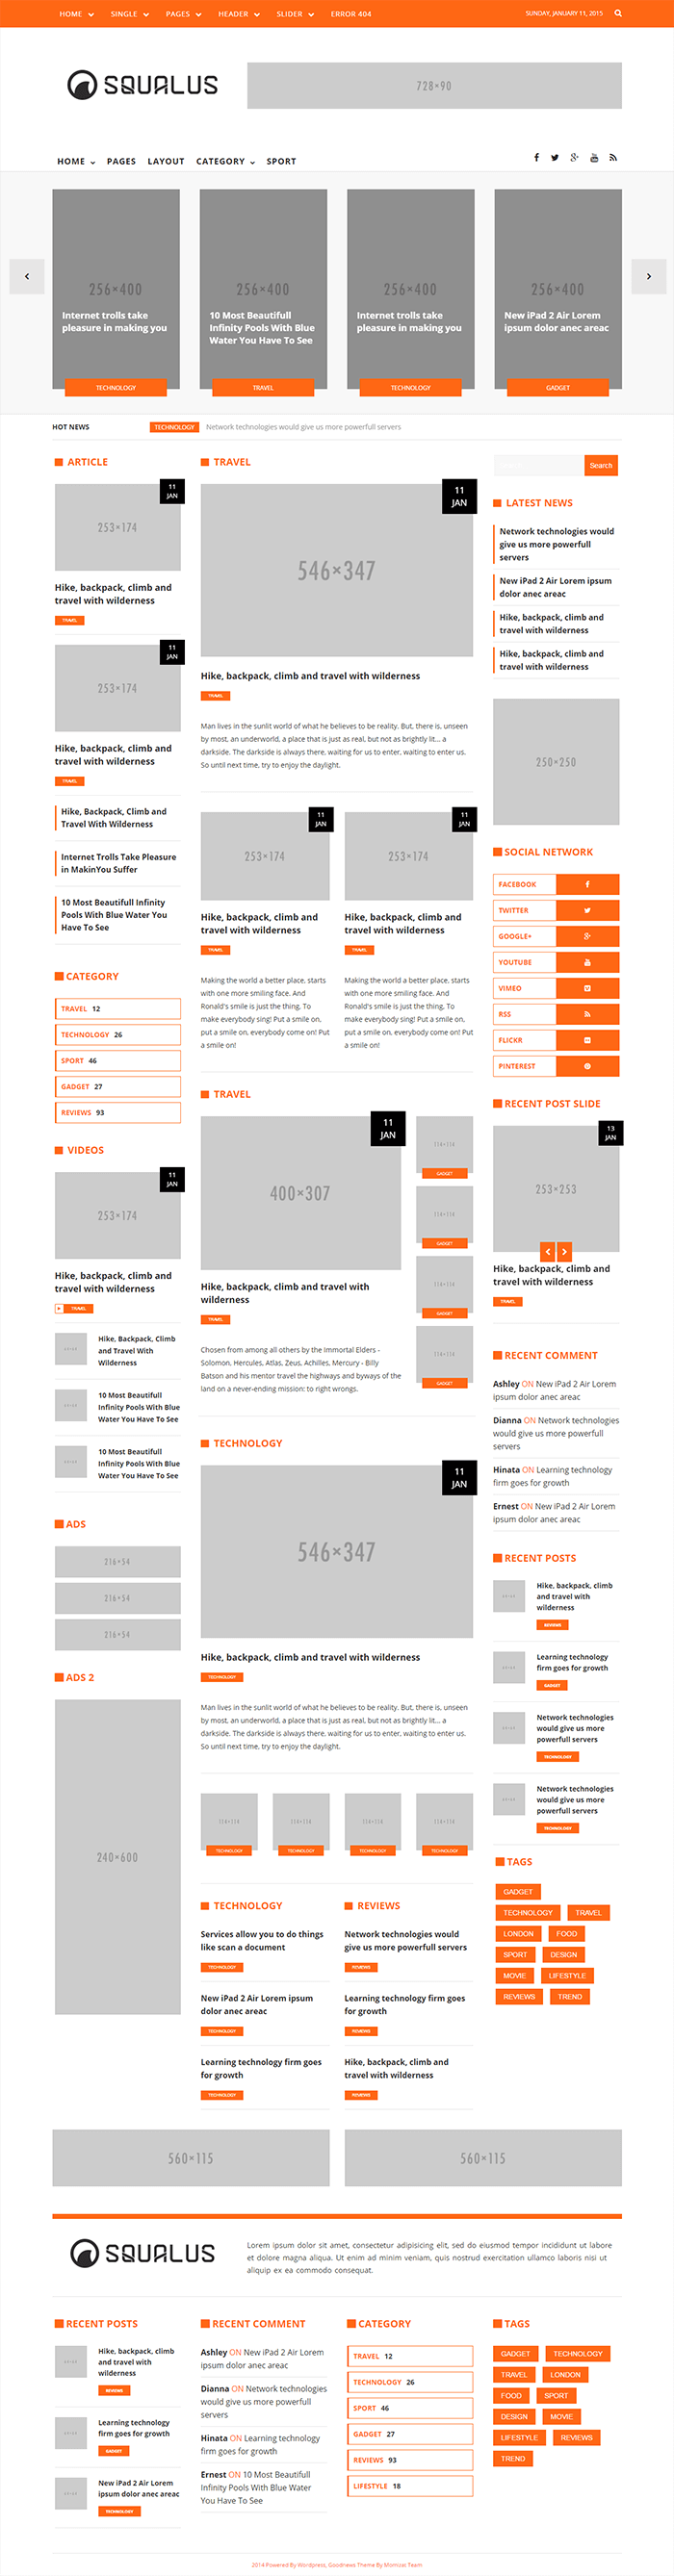 HOME SINGLE PAGES HEADER SLIDER ERROR 404 SUNDAY, JANUARY 11, 2015
SQUALUS
728×90
HOME PAGES LAYOUT CATEGORY SPORT
256×400
Internet trolls take
pleasure in making you
TECHNOLOGY
256×400
10 Most Beautifull
Infinity Pools With Blue
Water You Have To See
TRAVEL
256×400
Internet trolls take
pleasure in making you
TECHNOLOGY
256×400
New iPad 2 Air Lorem
ipsum dolor anec areac
GADGET
HOT NEWS TECHNOLOGY Network technologies would give us more powerfull servers
ARTICLE
11
JAN
253×174
Hike, backpack, climb and
travel with wilderness
TRAVEL
11
JAN
253×174
Hike, backpack, climb and
travel with wilderness
TRAVEL
Hike, Backpack, Climb and
Travel With Wilderness
Internet Trolls Take Pleasure
in MakinYou Suffer
10 Most Beautifull Infinity
Pools With Blue Water You
Have To See
CATEGORY
TRAVEL 12
TECHNOLOGY 26
SPORT 46
GADGET 27
REVIEWS 93
VIDEOS
11
JAN
253×174
Hike, backpack, climb and
travel with wilderness
TRAVEL
Hike, Backpack, Climb
and Travel With
Wilderness
10 Most Beautifull
Infinity Pools With Blue
Water You Have To See
10 Most Beautifull
Infinity Pools With Blue
Water You Have To See
ADS
216×54
216×54
216×54
ADS 2
240×600
TRAVEL
11
JAN
546×347
Hike, backpack, climb and travel with wilderness
TRAVEL
Man lives in the sunlit world of what he believes to be reality. But, there is, unseen
by most, an underworld, a place that is just as real, but not as brightly lit... a
darkside. The darkside is always there, waiting for us to enter, waiting to enter us.
So until next time, try to enjoy the daylight.
11
JAN
253×174
Hike, backpack, climb and
travel with wilderness
TRAVEL
Making the world a better place, starts
with one more smiling face. And
Ronald's smile is just the thing, To
make everybody sing! Put a smile on,
put a smile on, everybody come on! Put
a smile on!
11
JAN
253×174
Hike, backpack, climb and
travel with wilderness
TRAVEL
Making the world a better place, starts
with one more smiling face. And
Ronald's smile is just the thing, To
make everybody sing! Put a smile on,
put a smile on, everybody come on! Put
a smile on!
TRAVEL
11
JAN
400×307
Hike, backpack, climb and travel with
wilderness
TRAVEL
Chosen from among all others by the Immortal Elders -
Solomon, Hercules, Atlas, Zeus, Achilles, Mercury - Billy
Batson and his mentor travel the highways and byways of the
land on a never-ending mission: to right wrongs.
114×114
GADGET
114×114
GADGET
114×114
GADGET
114×114
GADGET
TECHNOLOGY
11
JAN
546×347
Hike, backpack, climb and travel with wilderness
TECHNOLOGY
Man lives in the sunlit world of what he believes to be reality. But, there is, unseen
by most, an underworld, a place that is just as real, but not as brightly lit... a
darkside. The darkside is always there, waiting for us to enter, waiting to enter us.
So until next time, try to enjoy the daylight.
114×114 114×114 114×114 114×114
TECHNOLOGY TECHNOLOGY TECHNOLOGY TECHNOLOGY
TECHNOLOGY
Services allow you to do things
like scan a document
TECHNOLOGY
New iPad 2 Air Lorem ipsum
dolor anec areac
TECHNOLOGY
Learning technology firm goes
for growth
TECHNOLOGY
REVIEWS
Network technologies would
give us more powerfull servers
REVIEWS
Learning technology firm goes
for growth
REVIEWS
Hike, backpack, climb and
travel with wilderness
REVIEWS
Search
LATEST NEWS
Network technologies would
give us more powerfull
servers
New iPad 2 Air Lorem ipsum
dolor anec areac
Hike, backpack, climb and
travel with wilderness
Hike, backpack, climb and
travel with wilderness
250×250
SOCIAL NETWORK
FACEBOOK
TWITTER
GOOGLE+
YOUTUBE
VIMEO
RSS
FLICKR
PINTEREST
RECENT POST SLIDE
13
JAN
253×253
Hike, backpack, climb and
travel with wilderness
TRAVEL
RECENT COMMENT
Ashley ON New iPad 2 Air Lorem
ipsum dolor anec areac
Dianna ON Network technologies
would give us more powerfull
servers
Hinata ON Learning technology
firm goes for growth
Ernest ON New iPad 2 Air Lorem
ipsum dolor anec areac
RECENT POSTS
Hike, backpack, climb
and travel with
wilderness
REVIEWS
Learning technology
firm goes for growth
GADGET
Network technologies
would give us more
powerfull servers
TECHNOLOGY
Network technologies
would give us more
powerfull servers
TECHNOLOGY
TAGS
GADGET
TECHNOLOGY TRAVEL
LONDON FOOD
SPORT DESIGN
MOVIE LIFESTYLE
REVIEWS TREND
560×115 560×115
SQUALUS
Lorem ipsum dolor sit amet, consectetur adipisicing elit, sed do eiusmod tempor incididunt ut labore
et dolore magna aliqua. Ut enim ad minim veniam, quis nostrud exercitation ullamco laboris nisi ut
aliquip ex ea commodo consequat.
RECENT POSTS
Hike, backpack, climb
and travel with
wilderness
REVIEWS
Learning technology
firm goes for growth
GADGET
New iPad 2 Air Lorem
ipsum dolor anec areac
TECHNOLOGY
RECENT COMMENT
Ashley ON New iPad 2 Air Lorem
ipsum dolor anec areac
Dianna ON Network technologies
would give us more powerfull
servers
Hinata ON Learning technology
firm goes for growth
Ernest ON 10 Most Beautifull
Infinity Pools With Blue Water
You Have To See
CATEGORY
TRAVEL 12
TECHNOLOGY 26
SPORT 46
GADGET 27
REVIEWS 93
LIFESTYLE 18
TAGS
GADGET TECHNOLOGY
TRAVEL LONDON
FOOD SPORT
DESIGN MOVIE
LIFESTYLE REVIEWS
TREND
2014 Powered By Wordpress, Goodnews Theme By Momizat Team